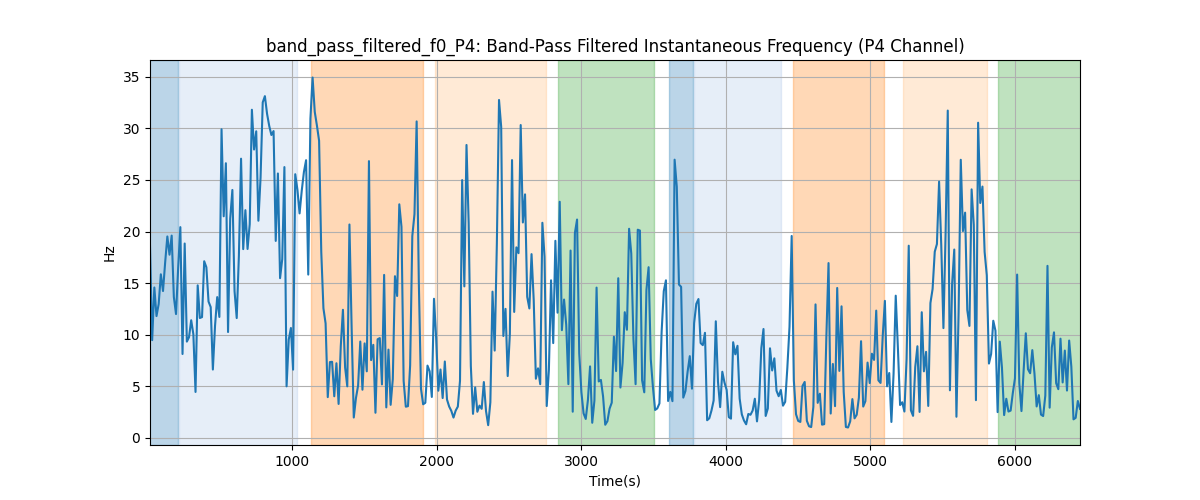 band_pass_filtered_f0_P4: Band-Pass Filtered Instantaneous Frequency (P4 Channel)
35
30
25
20
15
10
5
0
Hz
1000 2000 3000 4000 5000 6000
Time(s)